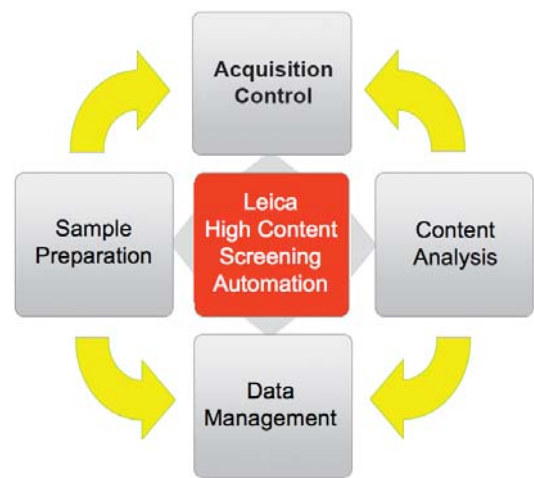 Acquisition
Control
Sample
Preparation
Leica
High Content
Screening
Automation
Content
Analysis
Data
Management